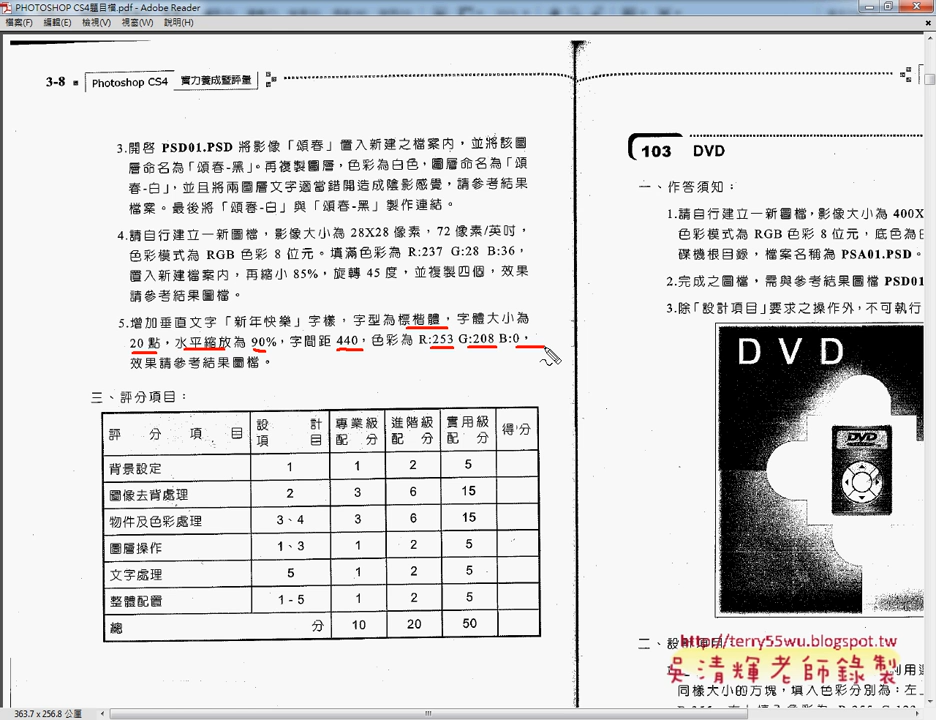 PHOTOSHOP CS4題目檔.pdf - Adobe Reader
檔案(F) 編輯(E) 檢視(V) 視窗(W) 說明(H)
3-8 Photoshop CS4 實力養成暨評量
3.開啓 PSD01.PSD 將影像「頌春」置入新建之檔案內，並將該圖
層命名為「頌春-黑」。再複製圖層，色彩為白色，圖層命名為「頌
春-白」，並且將兩圖層文字適當錯開造成陰影感覺，請參考結果
檔案。最後將「頌春-白」與「頌春-黑」製作連結。
4.請自行建立一新圖檔，影像大小為 28X28 像素，72 像素/英吋，
色彩模式為 RGB 色彩 8 位元。填滿色彩為 R:237 G:28 B:36，
置入新建檔案內，再縮小 85%，旋轉 45 度，並複製四個，效果
請參考結果圖檔。
5.增加垂直文字「新年快樂」字樣，字型為標楷體，字體大小為
20 點，水平縮放為 90%，字間距 440，色彩為 R:253 G:208 B:0，
效果請參考結果圖檔。
三、評分項目：
評分項目 設計項目 專業級配分 進階級配分 實用級配分 得分
背景設定 1 1 2 5
圖像去背處理 2 3 6 15
物件及色彩處理 3、4 3 6 15
圖層操作 1、3 1 2 5
文字處理 5 1 2 5
整體配置 1-5 1 2 5
總分 10 20 50
103 DVD
一、作答須知：
1.請自行建立一新圖檔，影像大小為 400X
色彩模式為 RGB 色彩 8 位元，底色為白
碟機根目錄，檔案名稱為 PSA01.PSD。
2.完成之圖檔，需與參考結果圖檔 PSD01
3.除「設計項目」要求之操作外，不可執行
DVD
DVD
二、設計項目
http://terry55wu.blogspot.tw
吳清輝老師錄製
利用選
同樣大小的方塊，填入色彩分別為：左上
363.7 x 256.8 公釐